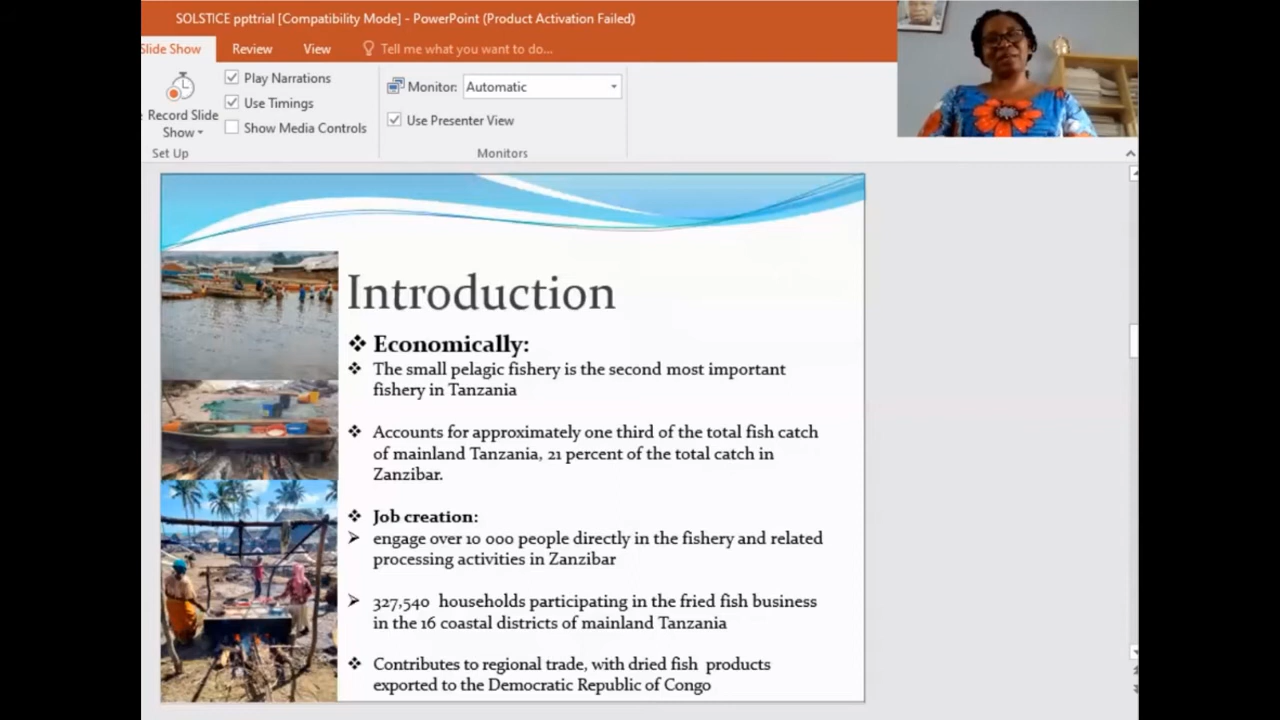 SOLSTICE ppttrial [Compatibility Mode] - PowerPoint (Product Activation Failed)
Slide Show Review View Tell me what you want to do...
Record Slide
Show
Play Narrations
Use Timings
Show Media Controls
Set Up
Monitor: Automatic
Use Presenter View
Monitors
Introduction
Economically:
The small pelagic fishery is the second most important
fishery in Tanzania
Accounts for approximately one third of the total fish catch
of mainland Tanzania, 21 percent of the total catch in
Zanzibar.
Job creation:
engage over 10 000 people directly in the fishery and related
processing activities in Zanzibar
327,540 households participating in the fried fish business
in the 16 coastal districts of mainland Tanzania
Contributes to regional trade, with dried fish products
exported to the Democratic Republic of Congo